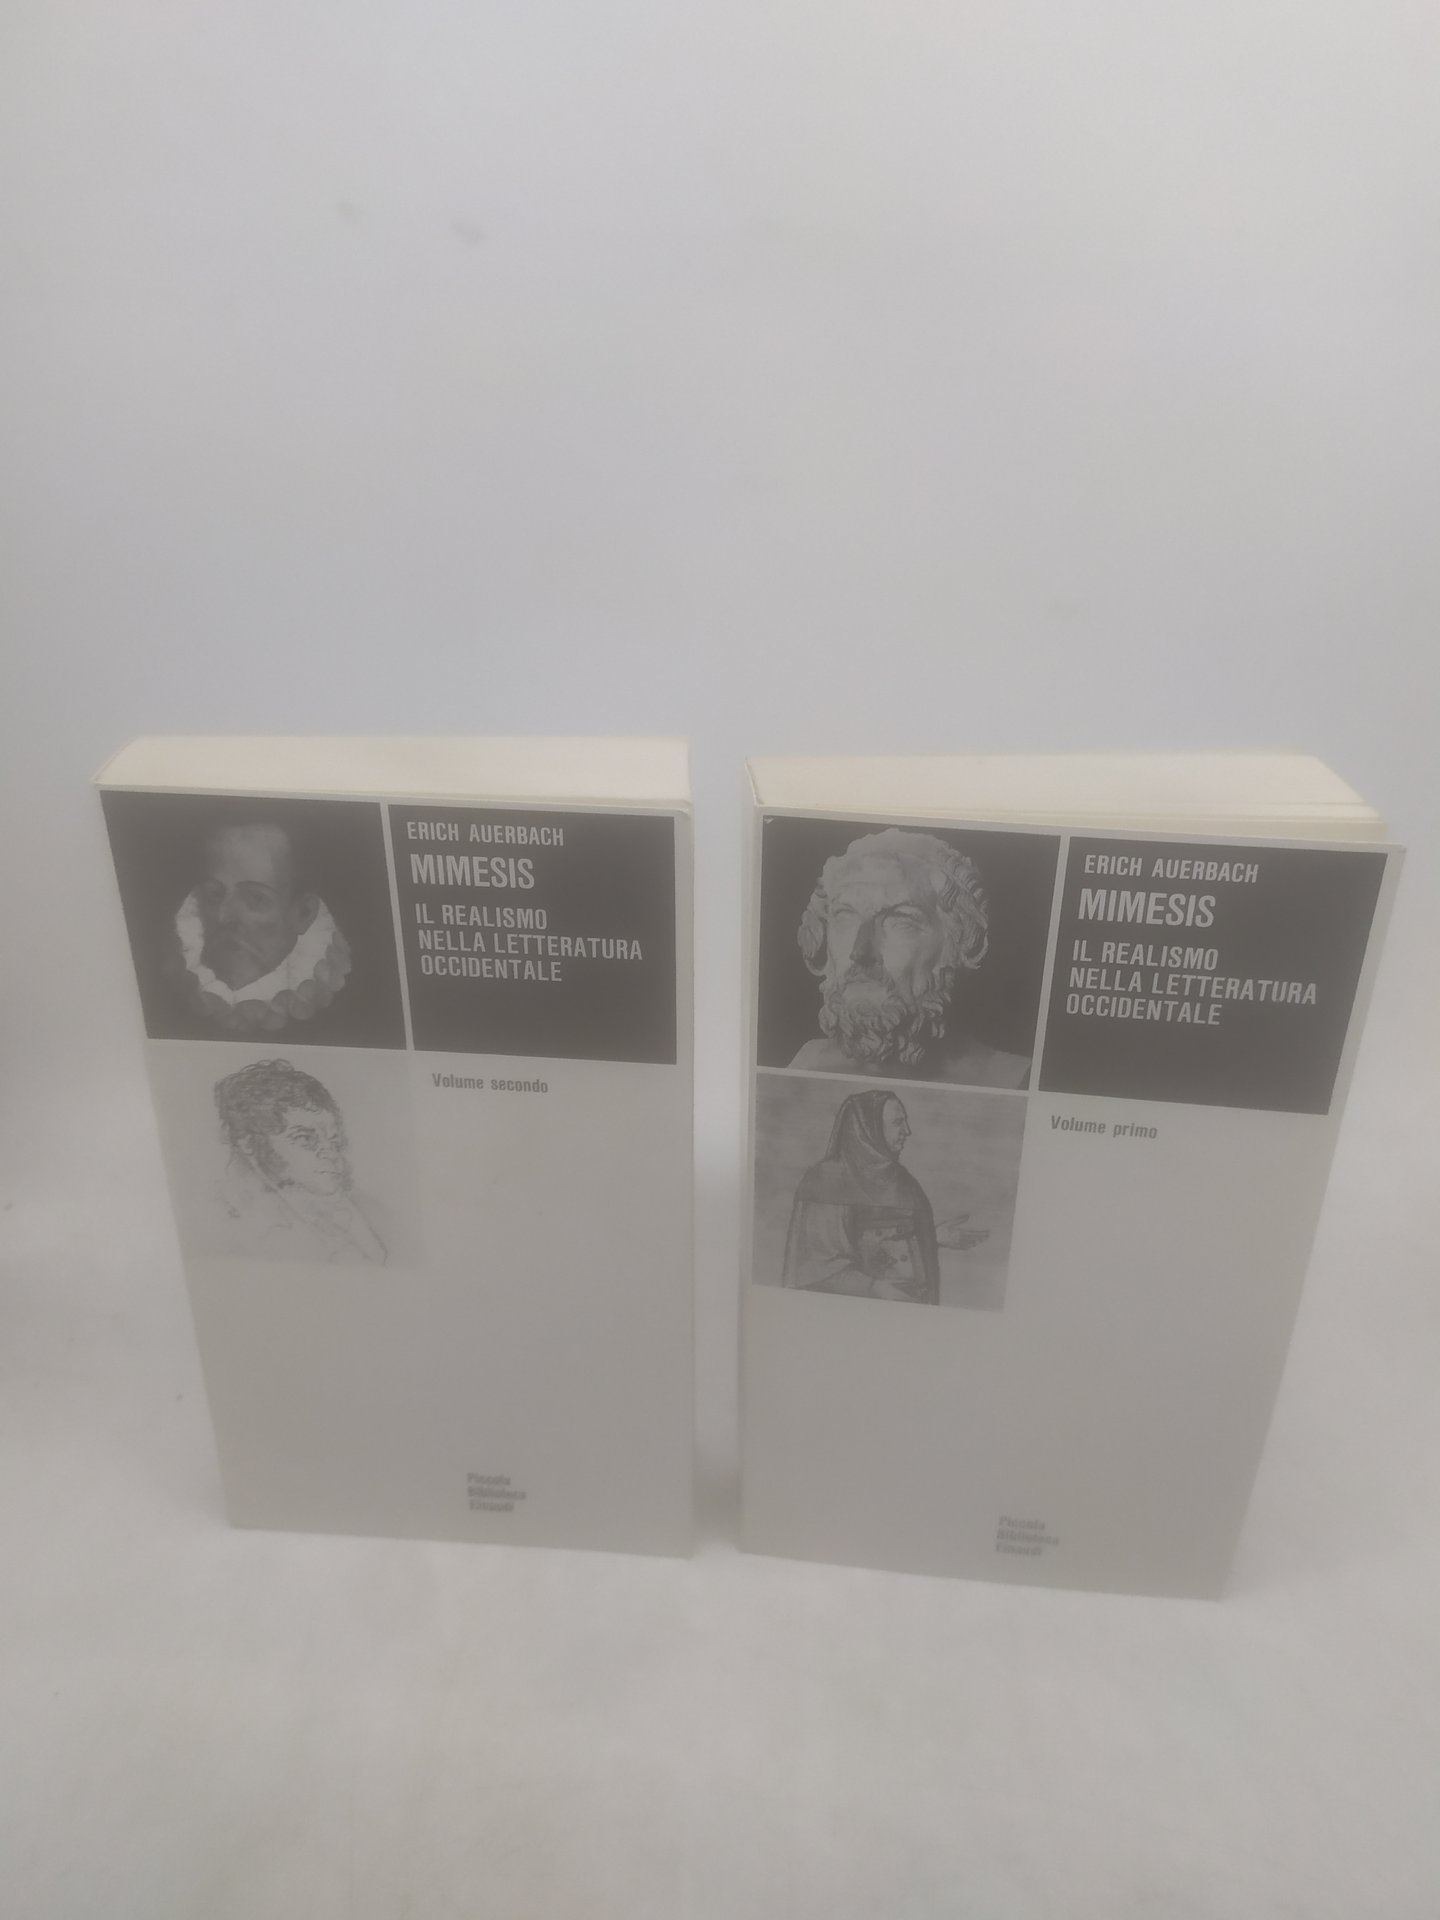 ERICH AUERBACH
MIMESIS
IL REALISMO
NELLA LETTERATURA
OCCIDENTALE
Volume secondo
Piccola
Biblioteca
Einaudi
ERICH AUERBACH
MIMESIS
IL REALISMO
NELLA LETTERATURA
OCCIDENTALE
Volume primo
Piccola
Biblioteca
Einaudi